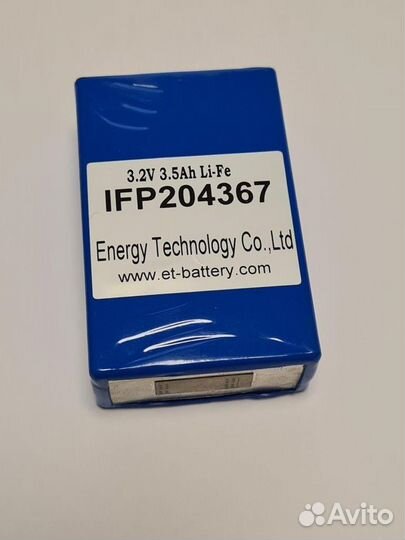 3.2V 3.5Ah Li-Fe
IFP204367
Energy Technology Co.,Ltd
www.et-battery.com
Avito